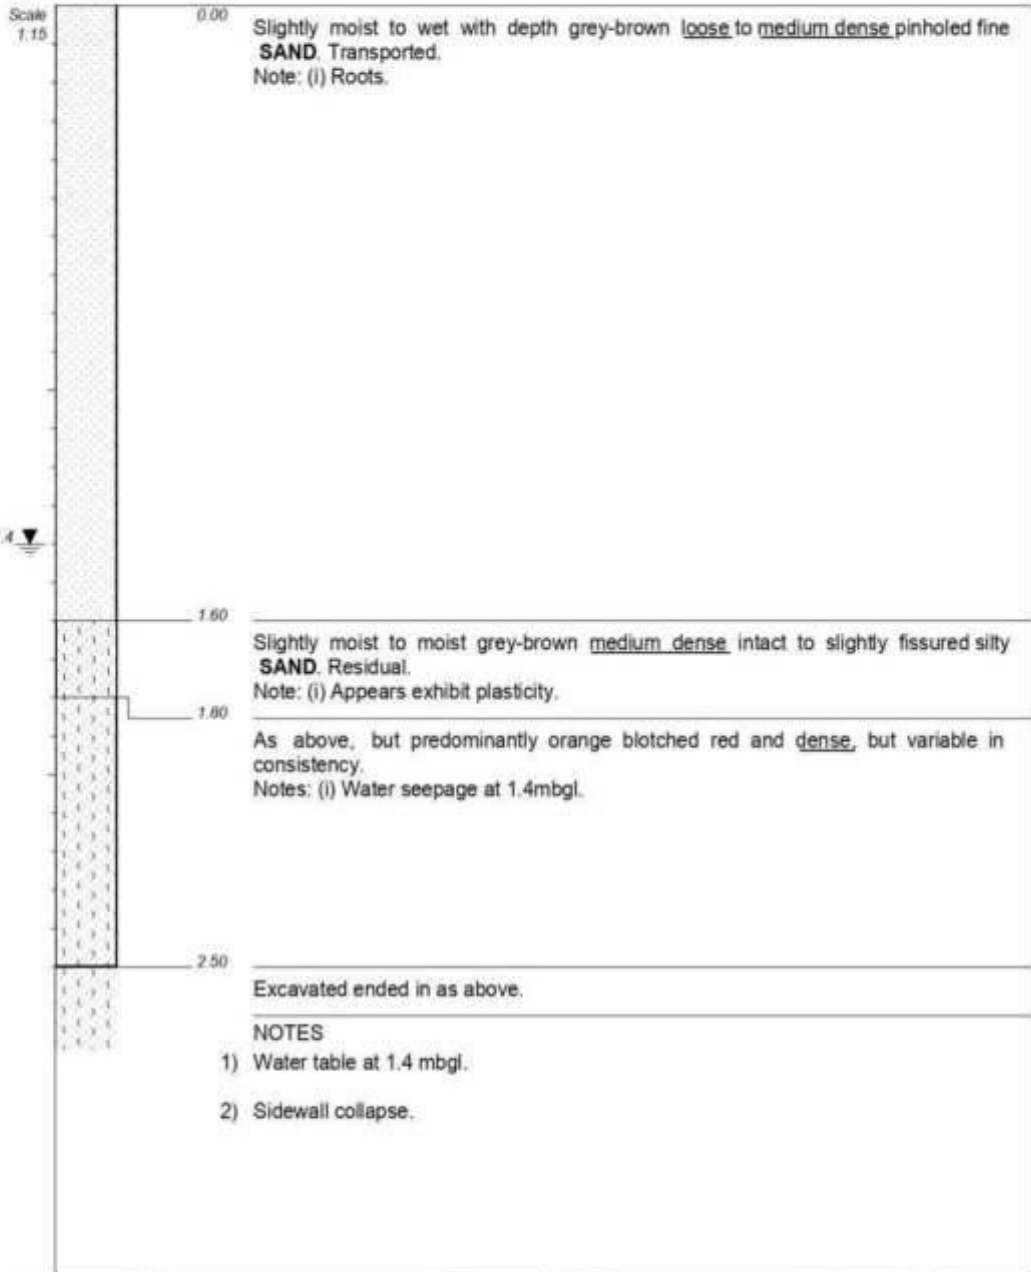 Scale
1:15
0.00
Slightly moist to wet with depth grey-brown loose to medium dense pinholed fine
SAND. Transported.
Note: (i) Roots.
.4
1.60
Slightly moist to moist grey-brown medium dense intact to slightly fissured silty
SAND. Residual.
Note: (i) Appears exhibit plasticity.
1.80
As above, but predominantly orange blotched red and dense, but variable in
consistency.
Notes: (i) Water seepage at 1.4mbgl.
2.50
Excavated ended in as above.
NOTES
1) Water table at 1.4 mbgl.
2) Sidewall collapse.